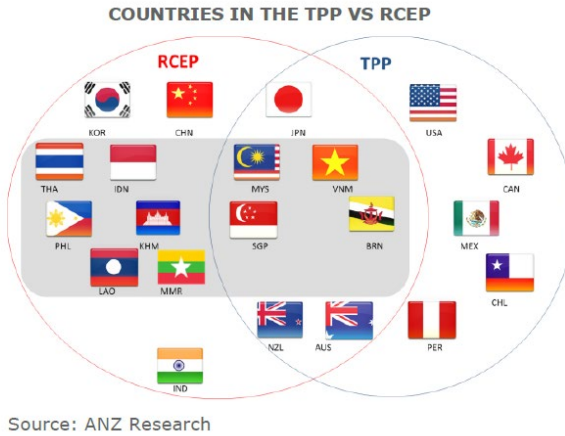 COUNTRIES IN THE TPP VS RCEP
RCEP
TPP
KOR
CHN
JPN
USA
THA
IDN
MYS
VNM
CAN
PHL
KHM
SGP
BRN
MEX
LAO
MMR
CHL
NZL
AUS
PER
IND
Source: ANZ Research